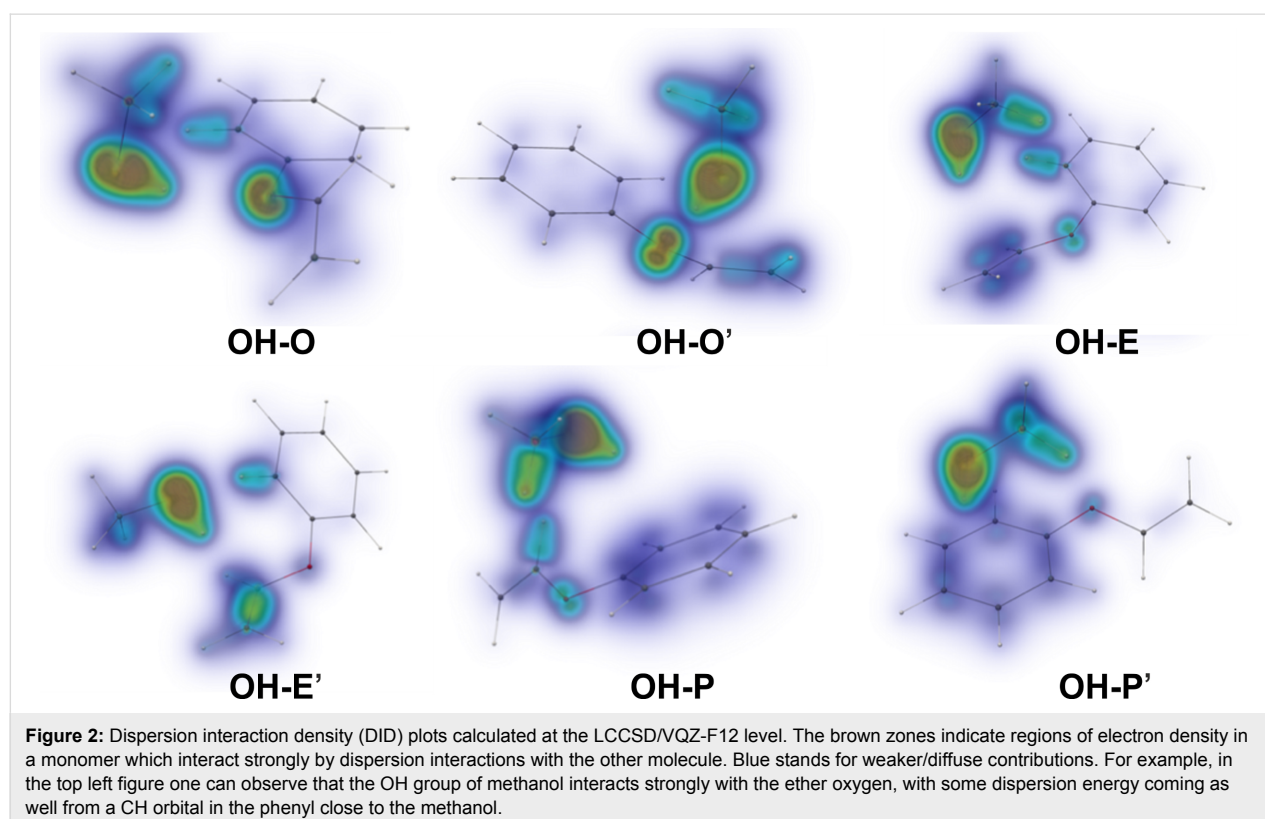 OH-O
OH-O’
OH-E
OH-E’
OH-P
OH-P’
Figure 2: Dispersion interaction density (DID) plots calculated at the LCCSD/VQZ-F12 level. The brown zones indicate regions of electron density in
a monomer which interact strongly by dispersion interactions with the other molecule. Blue stands for weaker/diffuse contributions. For example, in
the top left figure one can observe that the OH group of methanol interacts strongly with the ether oxygen, with some dispersion energy coming as
well from a CH orbital in the phenyl close to the methanol.